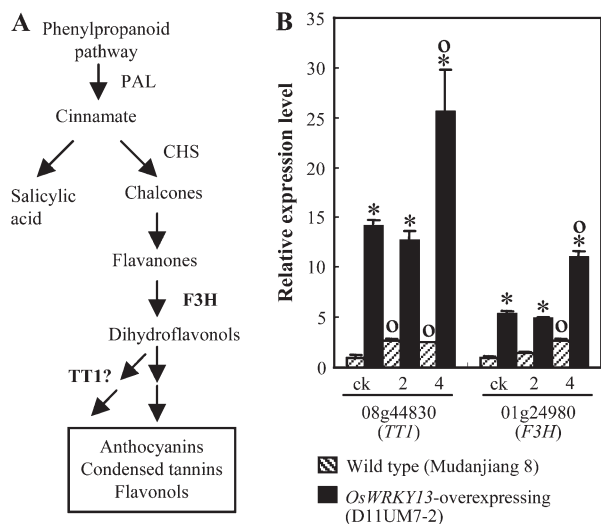 A
Phenylpropanoid
pathway
PAL
Cinnamate
CHS
Salicylic
acid
Chalcones
Flavanones
F3H
Dihydroflavonols
TT1?
Anthocyanins
Condensed tannins
Flavonols
B
Relative expression level
35
30
25
20
15
10
5
0
* * o o o *
* * o o *
ck 2 4 ck 2 4
08g44830 01g24980
(TT1) (F3H)
Wild type (Mudanjiang 8)
OsWRKY13-overexpressing
(D11UM7-2)